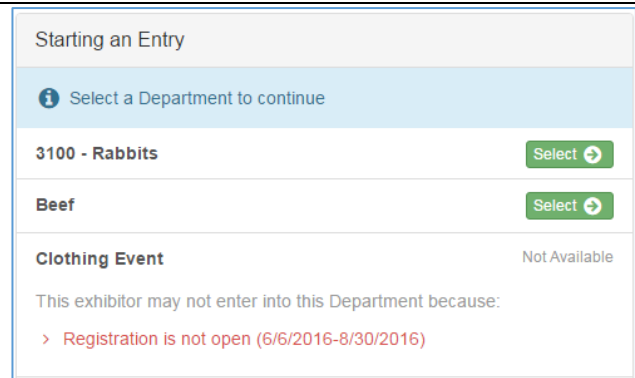 Starting an Entry
Select a Department to continue
3100 - Rabbits Select
Beef Select
Clothing Event Not Available
This exhibitor may not enter into this Department because:
> Registration is not open (6/6/2016-8/30/2016)